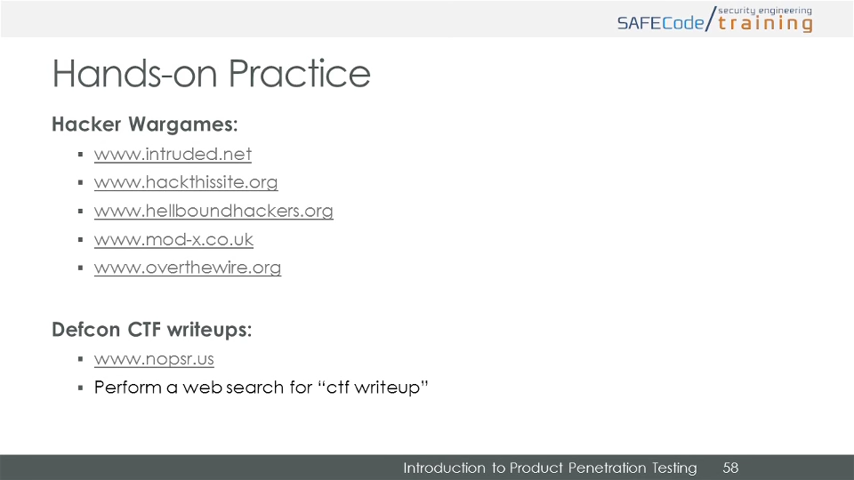 security engineering
SAFECode/training
Hands-on Practice
Hacker Wargames:
▪ www.intruded.net
▪ www.hackthissite.org
▪ www.hellboundhackers.org
▪ www.mod-x.co.uk
▪ www.overthewire.org
Defcon CTF writeups:
▪ www.nopsr.us
▪ Perform a web search for “ctf writeup”
Introduction to Product Penetration Testing 58